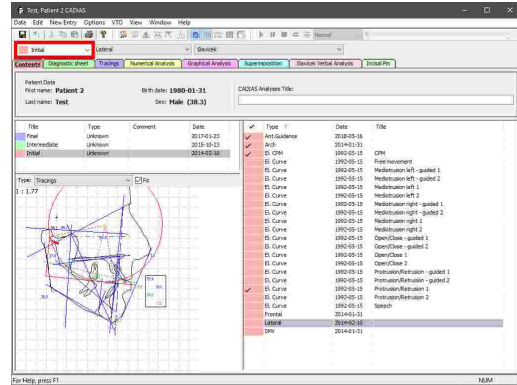 Test, Patient 2 CADIAS
Data Edit New Entry Options VTO View Window Help
Normal
Initial Lateral Slavicek
Contents Diagnostic sheet Tracings Numerical Analysis Graphical Analysis Superimposition Slavicek Verbal Analysis Incisal Pin
Patient Data
First name: Patient 2 Birth date: 1980-01-31 CADIAS Analyses Title:
Last name: Test Sex: Male (38.3)
Title Type Comment Date
Final Unknown 2017-01-23
Intermediate Unknown 2015-10-23
Initial Unknown 2014-02-10
Type: Tracings Fit
1 : 1.77
Type Date Title
Ant.Guidance 2018-05-16
Arch 2014-01-31
El. CPM 1992-05-15 CPM
El. Curve 1992-05-15 Free movement
El. Curve 1992-05-15 Mediotrusion left - guided 1
El. Curve 1992-05-15 Mediotrusion left - guided 2
El. Curve 1992-05-15 Mediotrusion left 1
El. Curve 1992-05-15 Mediotrusion left 2
El. Curve 1992-05-15 Mediotrusion right - guided 1
El. Curve 1992-05-15 Mediotrusion right - guided 2
El. Curve 1992-05-15 Mediotrusion right 1
El. Curve 1992-05-15 Mediotrusion right 2
El. Curve 1992-05-15 Open/Close - guided 1
El. Curve 1992-05-15 Open/Close - guided 2
El. Curve 1992-05-15 Open/Close 1
El. Curve 1992-05-15 Open/Close 2
El. Curve 1992-05-15 Protrusion/Retrusion - guided 1
El. Curve 1992-05-15 Protrusion/Retrusion - guided 2
El. Curve 1992-05-15 Protrusion/Retrusion 1
El. Curve 1992-05-15 Protrusion/Retrusion 2
El. Curve 1992-05-15 Speech
Frontal 2014-01-31
Lateral 2014-02-10
SMV 2014-01-31
For Help, press F1 NUM